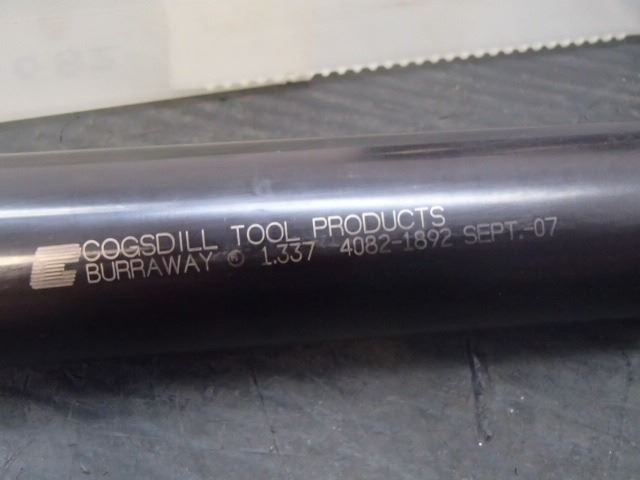 COGSDILL TOOL PRODUCTS
BURRAWAY © 1.337 4082-1892 SEPT.-07